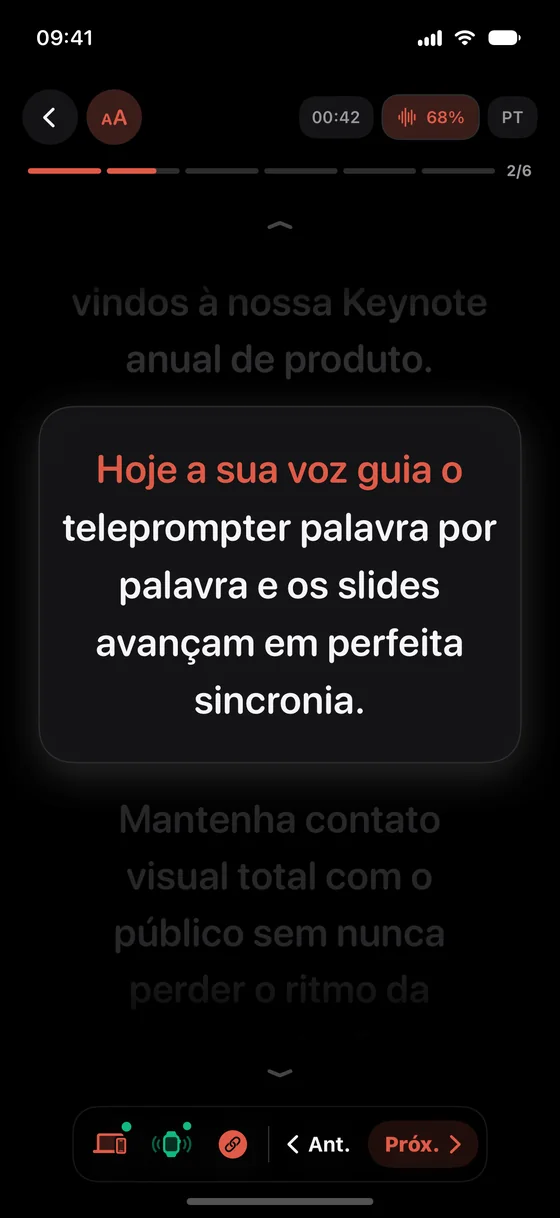 09:41
AA
00:42
68%
PT
2/6
vindos à nossa Keynote
anual de produto.
Hoje a sua voz guia o
teleprompter palavra por
palavra e os slides
avançam em perfeita
sincronia.
Mantenha contato
visual total com o
público sem nunca
perder o ritmo da
Ant.
Próx.